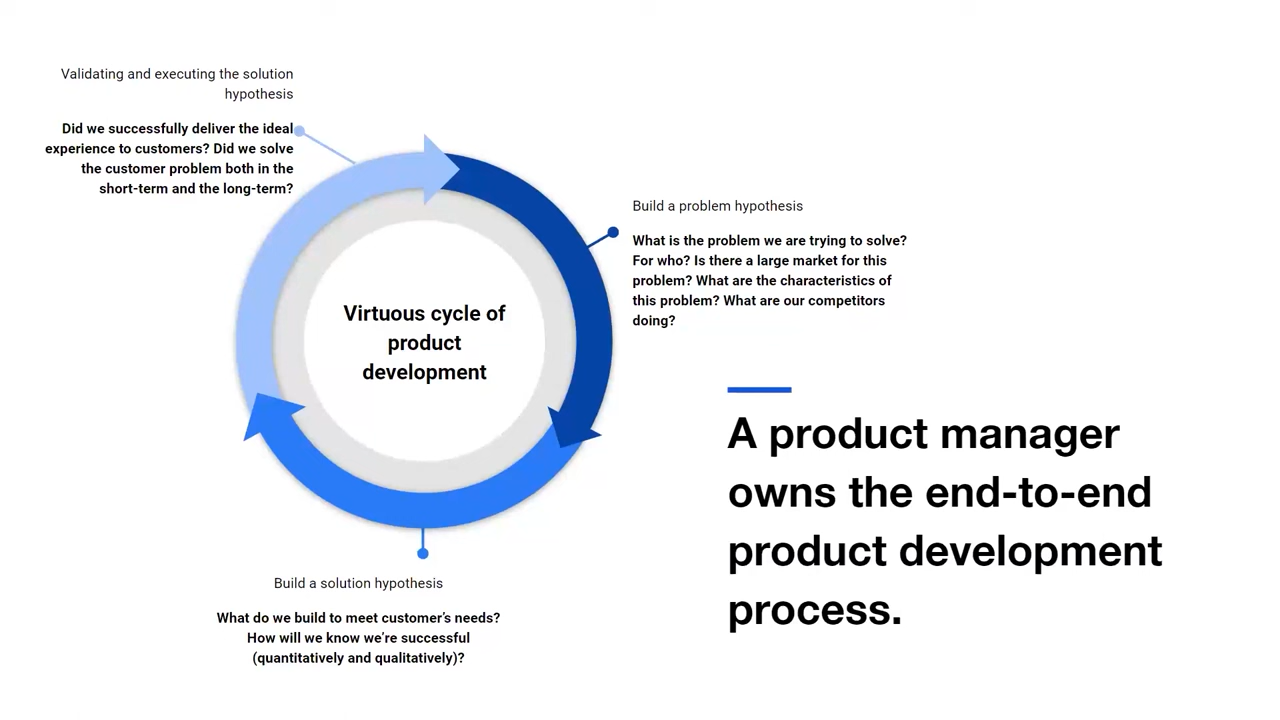 Validating and executing the solution
hypothesis
Did we successfully deliver the ideal
experience to customers? Did we solve
the customer problem both in the
short-term and the long-term?
Build a problem hypothesis
What is the problem we are trying to solve?
For who? Is there a large market for this
problem? What are the characteristics of
this problem? What are our competitors
doing?
Virtuous cycle of
product
development
A product manager
owns the end-to-end
product development
process.
Build a solution hypothesis
What do we build to meet customer's needs?
How will we know we're successful
(quantitatively and qualitatively)?